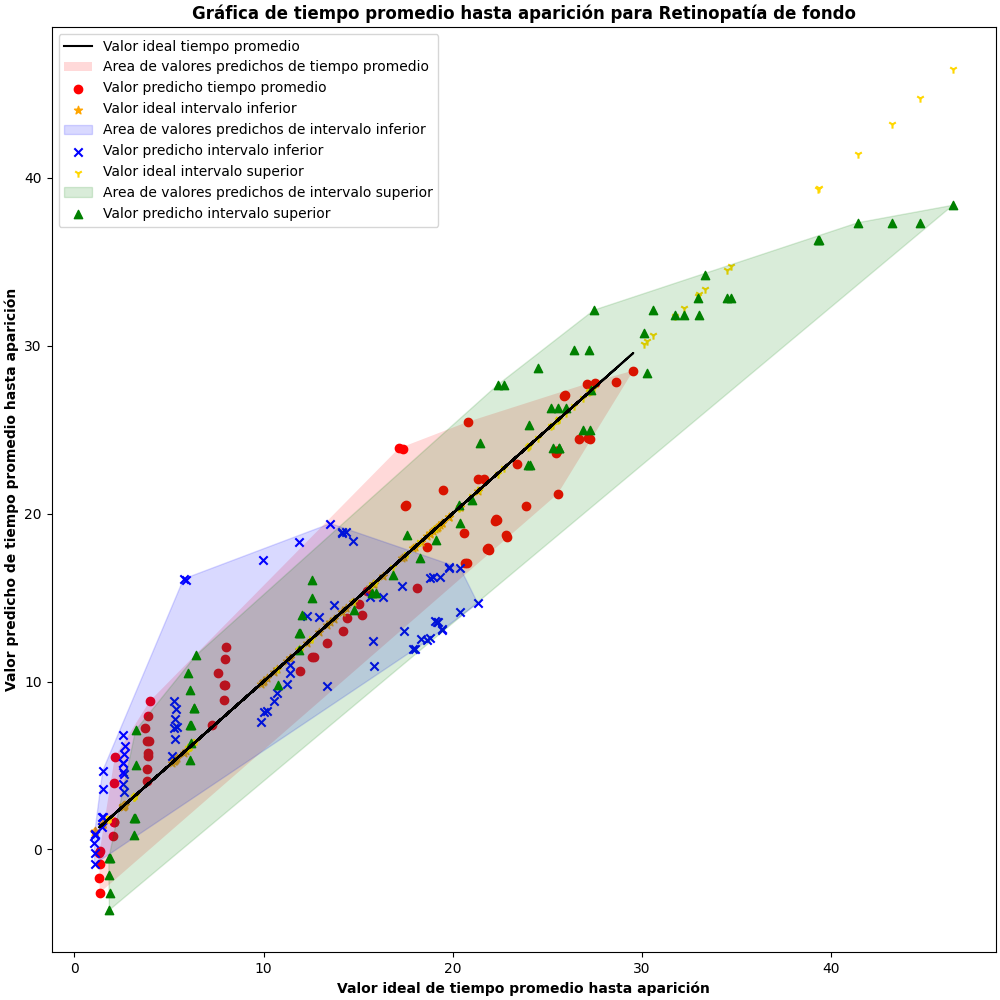 Gráfica de tiempo promedio hasta aparición para Retinopatía de fondo
Valor ideal tiempo promedio
Area de valores predichos de tiempo promedio
Valor predicho tiempo promedio
Valor ideal intervalo inferior
Area de valores predichos de intervalo inferior
Valor predicho intervalo inferior
Valor ideal intervalo superior
Area de valores predichos de intervalo superior
Valor predicho intervalo superior
Valor predicho de tiempo promedio hasta aparición
40
30
20
10
0
0 10 20 30 40
Valor ideal de tiempo promedio hasta aparición